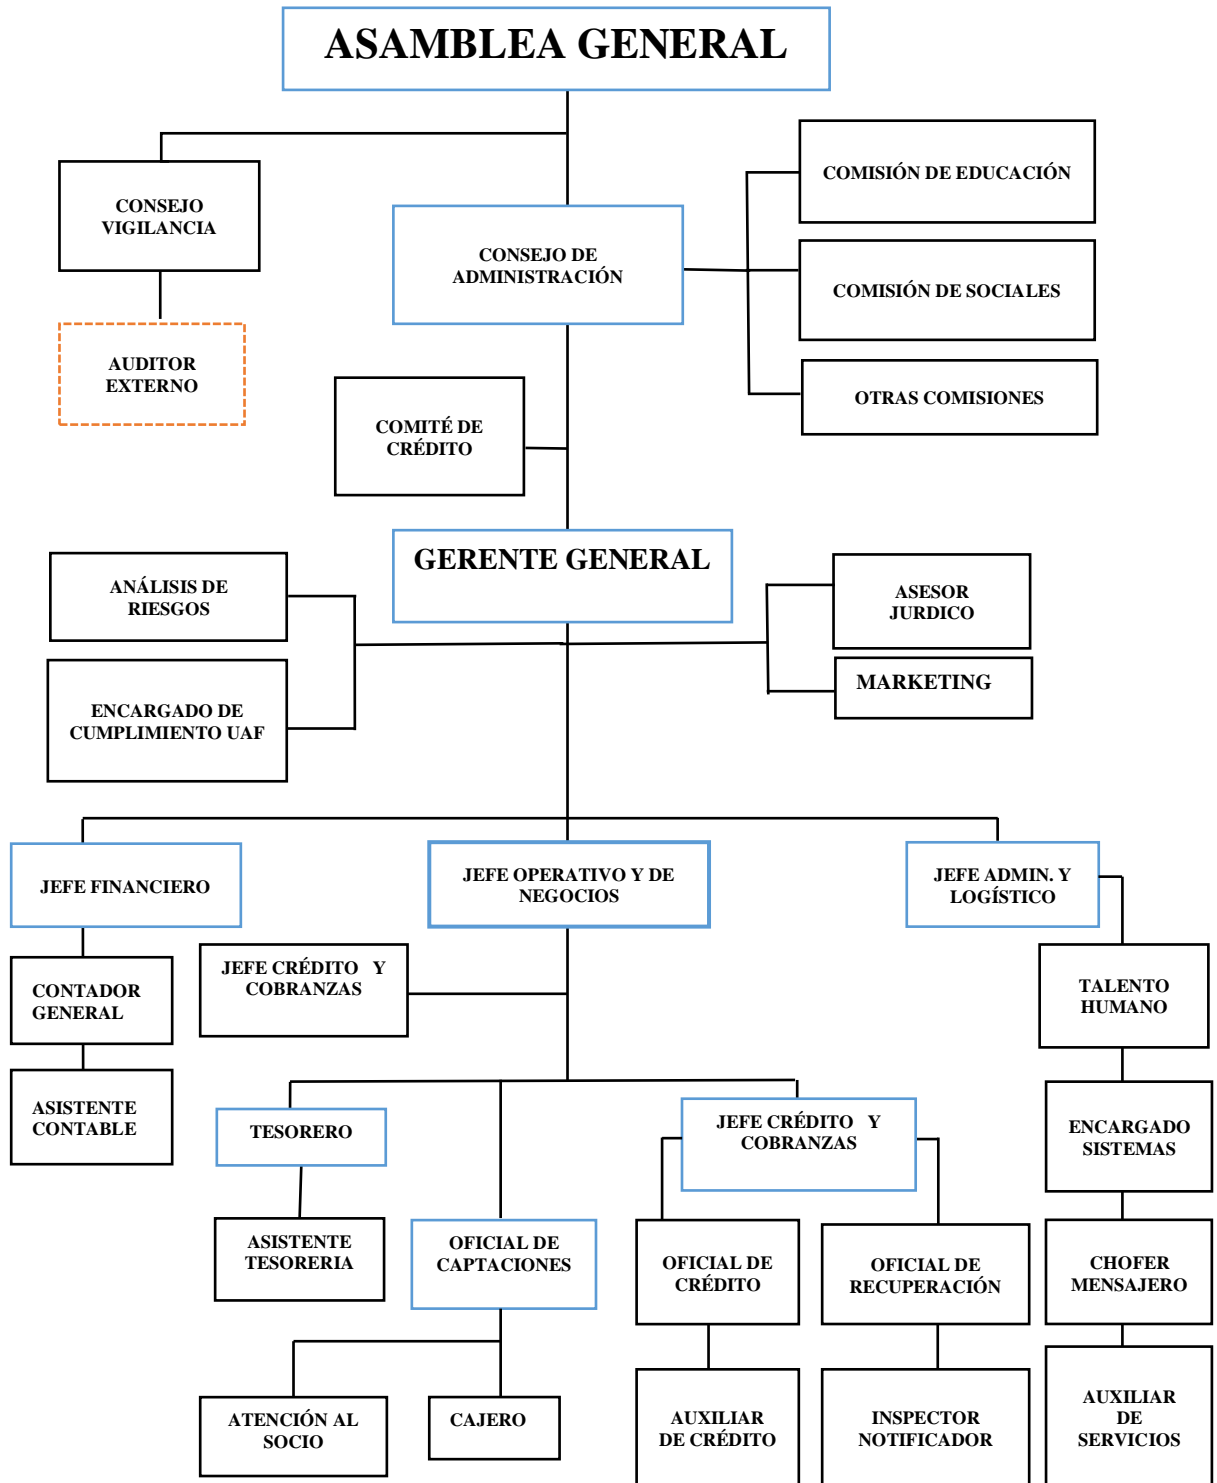 ASAMBLEA GENERAL
CONSEJO
VIGILANCIA
AUDITOR
EXTERNO
CONSEJO DE
ADMINISTRACIÓN
COMISIÓN DE EDUCACIÓN
COMISIÓN DE SOCIALES
OTRAS COMISIONES
COMITÉ DE
CRÉDITO
GERENTE GENERAL
ANÁLISIS DE
RIESGOS
ENCARGADO DE
CUMPLIMIENTO UAF
ASESOR
JURDICO
MARKETING
JEFE FINANCIERO
JEFE OPERATIVO Y DE
NEGOCIOS
JEFE ADMIN. Y
LOGÍSTICO
CONTADOR
GENERAL
ASISTENTE
CONTABLE
JEFE CRÉDITO Y
COBRANZAS
TALENTO
HUMANO
TESORERO
ASISTENTE
TESORERIA
OFICIAL DE
CAPTACIONES
JEFE CRÉDITO Y
COBRANZAS
ENCARGADO
SISTEMAS
OFICIAL DE
CRÉDITO
OFICIAL DE
RECUPERACIÓN
CHOFER
MENSAJERO
ATENCIÓN AL
SOCIO
CAJERO
AUXILIAR
DE CRÉDITO
INSPECTOR
NOTIFICADOR
AUXILIAR
DE
SERVICIOS